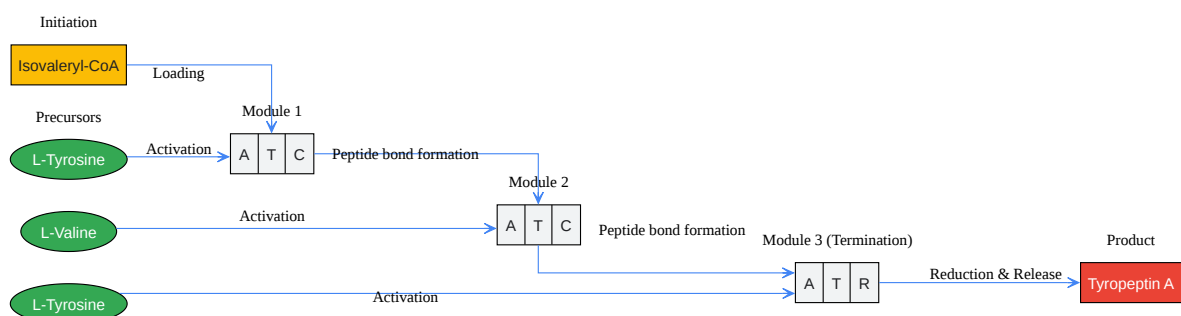 Initiation
Isovaleryl-CoA
Loading
Precursors
Module 1
L-Tyrosine
Activation
A T C
Peptide bond formation
Module 2
L-Valine
Activation
A T C
Peptide bond formation
Module 3 (Termination)
Product
L-Tyrosine
Activation
A T R
Reduction & Release
Tyropeptin A